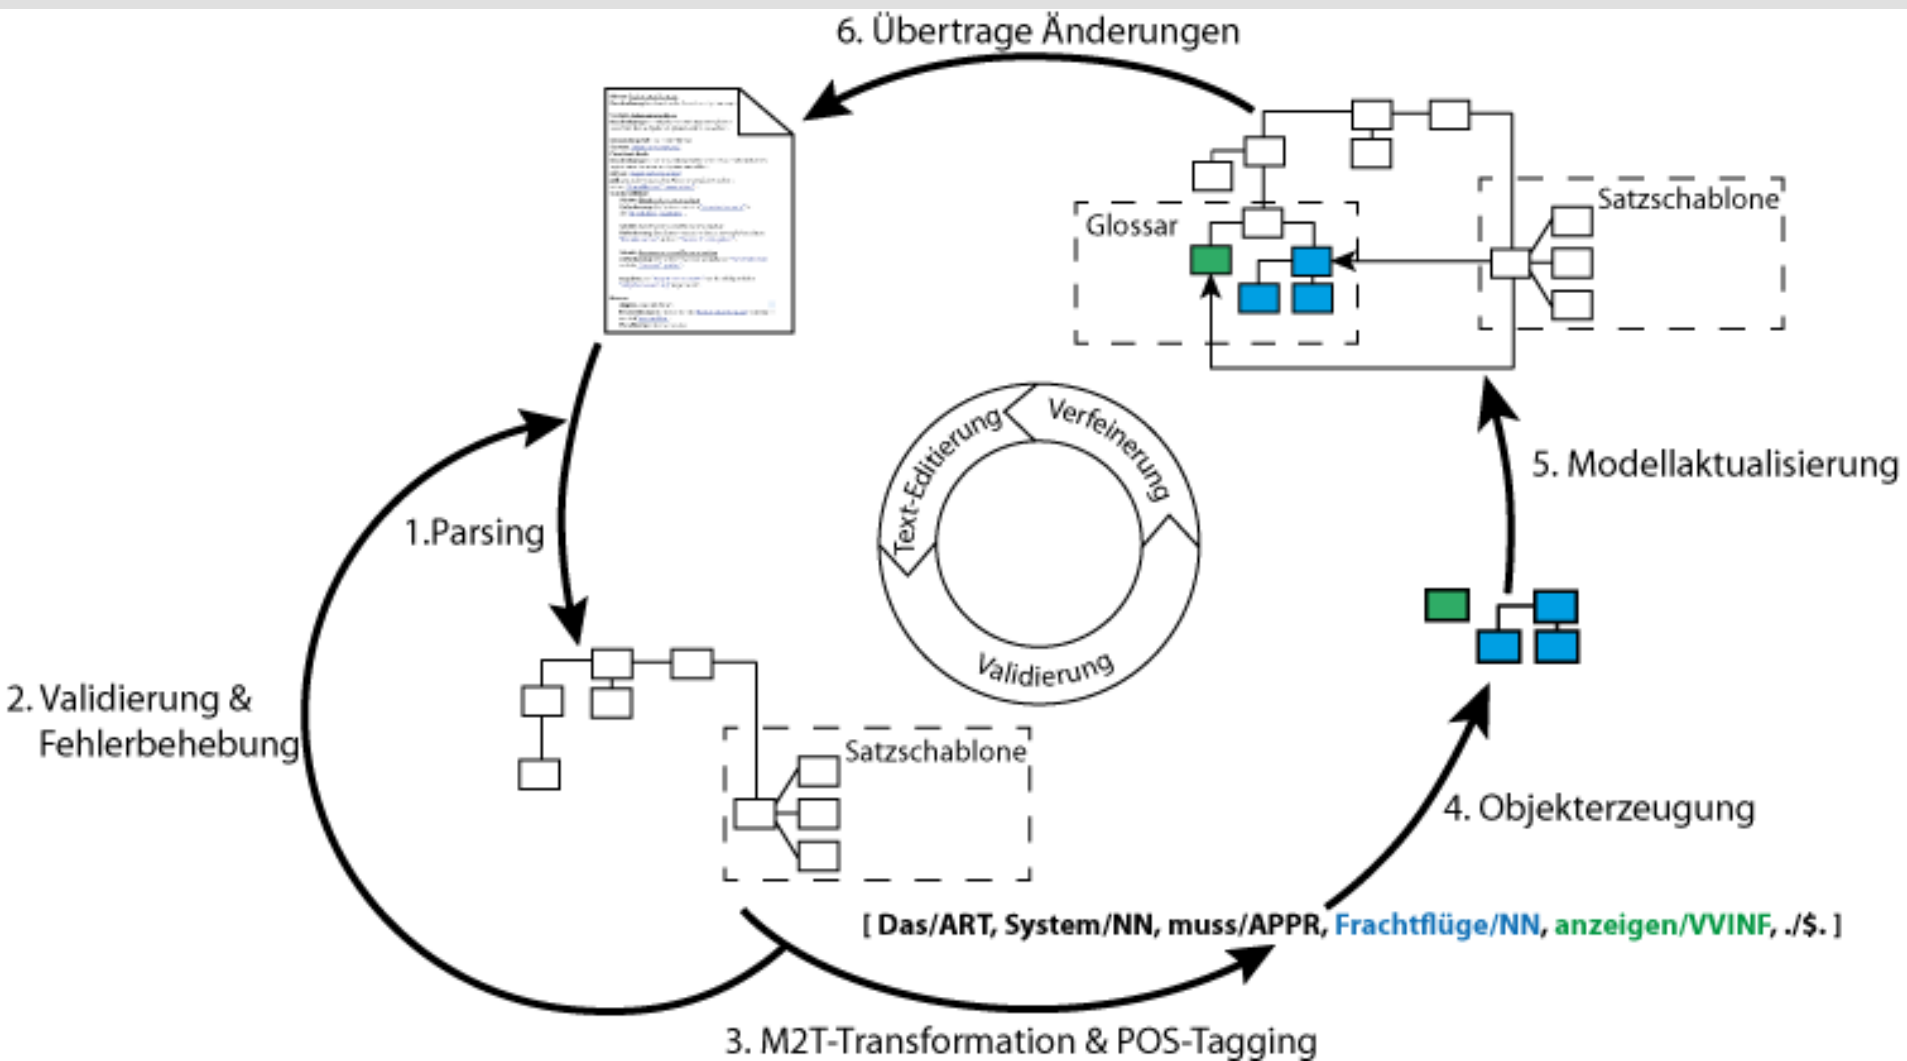 6. Übertrage Änderungen
Satzschablone
Glossar
Text-Editierung
Verfeinerung
Validierung
5. Modellaktualisierung
1.Parsing
2. Validierung &
Fehlerbehebung
Satzschablone
4. Objekterzeugung
[ Das/ART, System/NN, muss/APPR, Frachtflüge/NN, anzeigen/VVINF, ./$. ]
3. M2T-Transformation & POS-Tagging